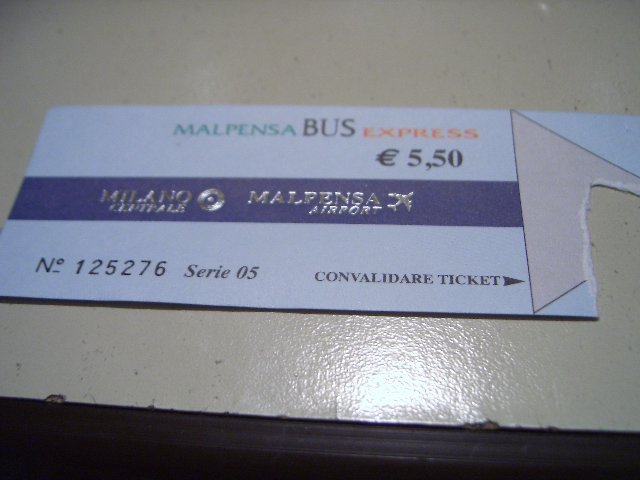 MALPENSA BUS EXPRESS
€ 5,50
MILANO MALPENSA
CENTRALE AIRPORT
Nº 125276 Serie 05 CONVALIDARE TICKET